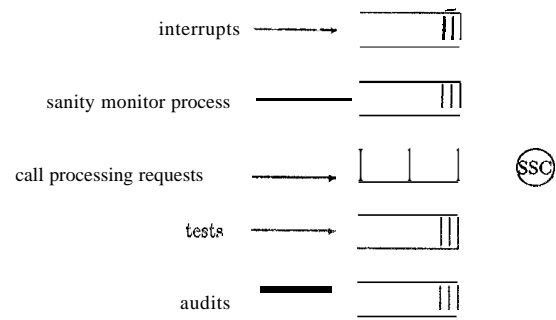 interrupts
sanity monitor process
call processing requests
SSC
tests
audits